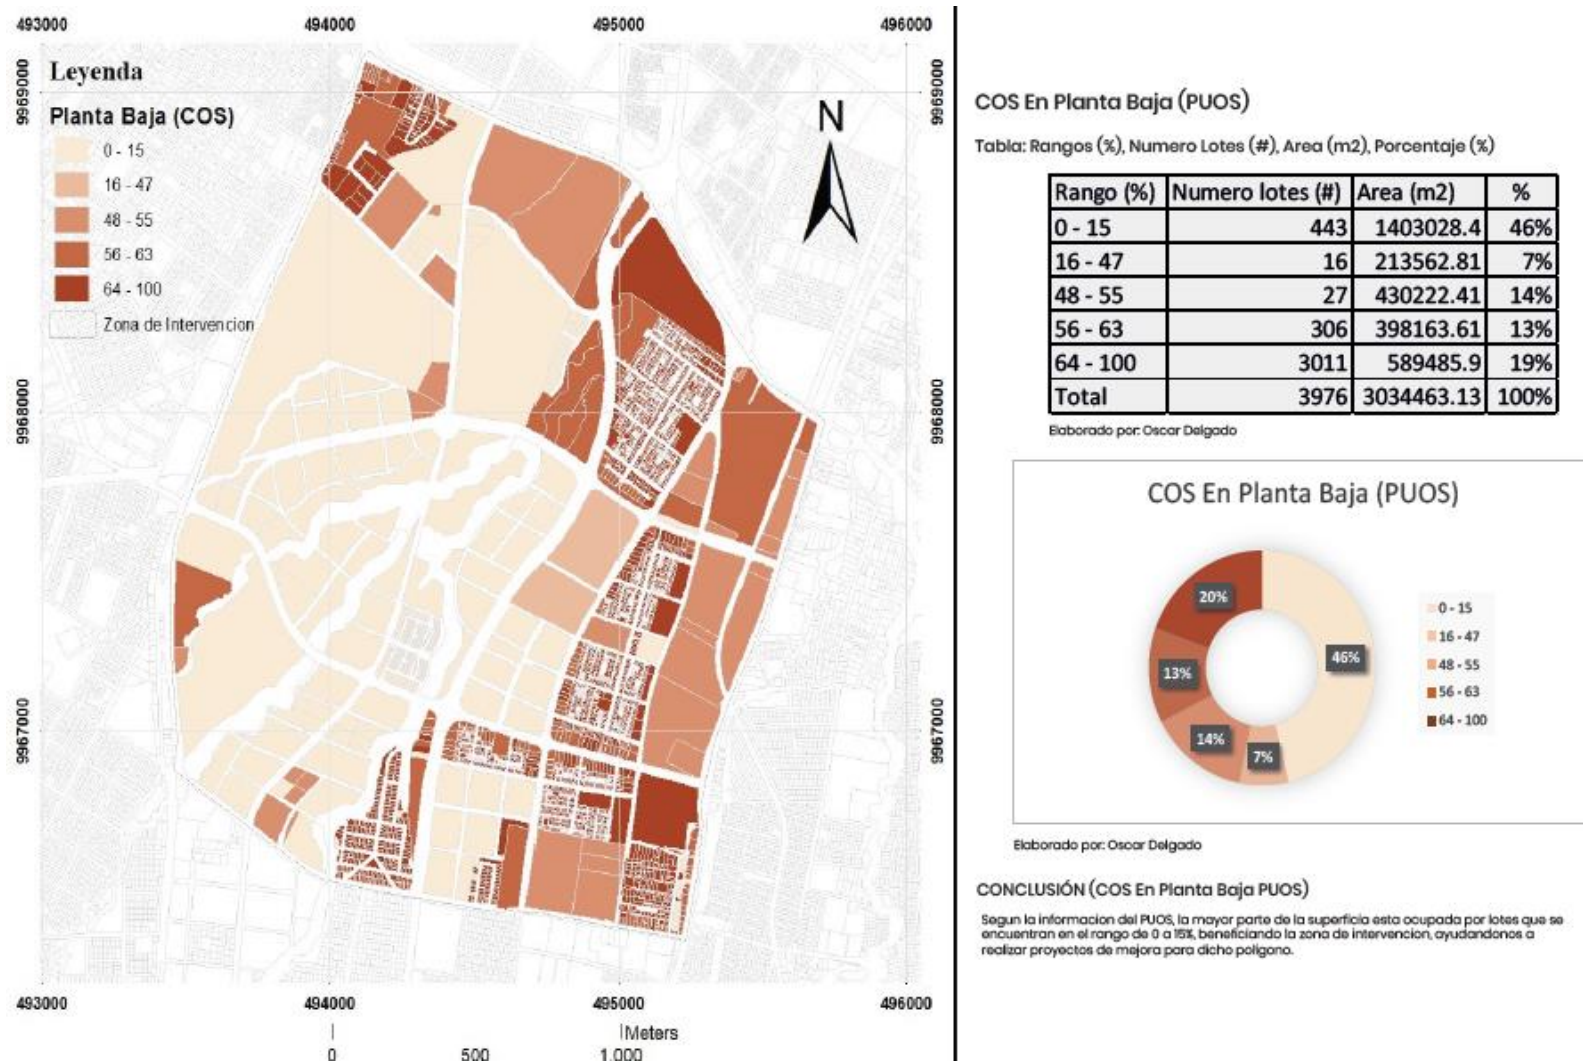 493000 494000 495000 496000
9969000
9968000
9967000
Leyenda
Planta Baja (COS)
0 - 15
16 - 47
48 - 55
56 - 63
64 - 100
Zona de Intervencion
N
9969000
9968000
9967000
493000 494000 495000 496000
Meters
0 500 1.000
COS En Planta Baja (PUOS)
Tabla: Rangos (%), Numero Lotes (#), Area (m2), Porcentaje (%)
Rango (%) Numero lotes (#) Area (m2) %
0 - 15 443 1403028.4 46%
16 - 47 16 213562.81 7%
48 - 55 27 430222.41 14%
56 - 63 306 398163.61 13%
64 - 100 3011 589485.9 19%
Total 3976 3034463.13 100%
Elaborado por: Oscar Delgado
COS En Planta Baja (PUOS)
20%
46%
13%
14%
7%
0 - 15
16 - 47
48 - 55
56 - 63
64 - 100
Elaborado por: Oscar Delgado
CONCLUSIÓN (COS En Planta Baja PUOS)
Segun la informacion del PUOS, la mayor parte de la superficia esta ocupada por lotes que se
encuentran en el rango de 0 a 15%, beneficiando la zona de intervencion, ayudandonos a
realizar proyectos de mejora para dicho poligono.